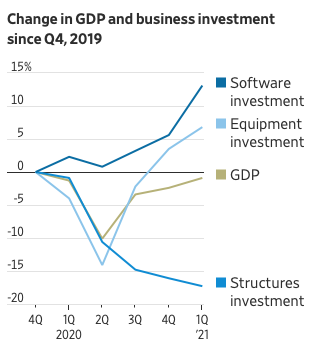 Change in GDP and business investment
since Q4, 2019
15%
10
5
0
-5
-10
-15
-20
Software
investment
Equipment
investment
GDP
Structures
investment
4Q 1Q 2Q 3Q 4Q 1Q
2020 '21